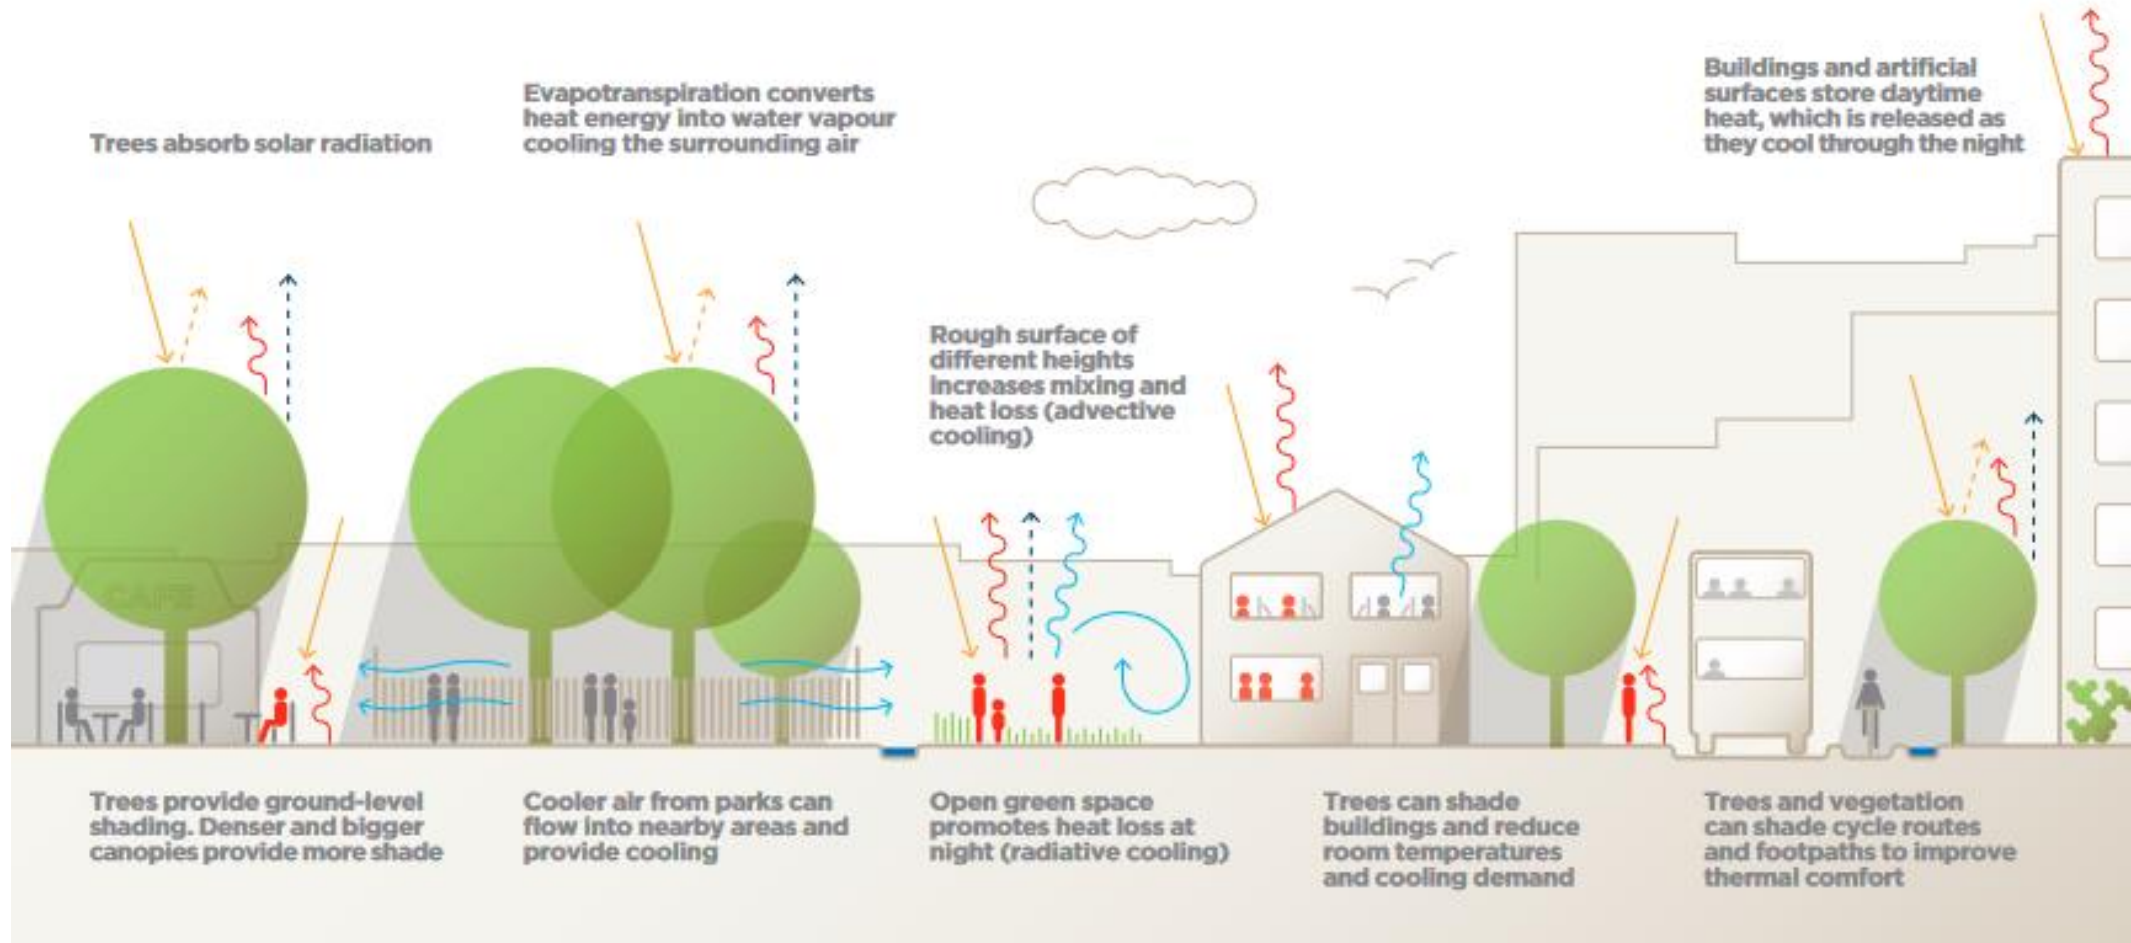 Trees absorb solar radiation
Evapotranspiration converts
heat energy into water vapour
cooling the surrounding air
Rough surface of
different heights
increases mixing and
heat loss (advective
cooling)
Buildings and artificial
surfaces store daytime
heat, which is released as
they cool through the night
CAFE
Trees provide ground-level
shading. Denser and bigger
canopies provide more shade
Cooler air from parks can
flow into nearby areas and
provide cooling
Open green space
promotes heat loss at
night (radiative cooling)
Trees can shade
buildings and reduce
room temperatures
and cooling demand
Trees and vegetation
can shade cycle routes
and footpaths to improve
thermal comfort